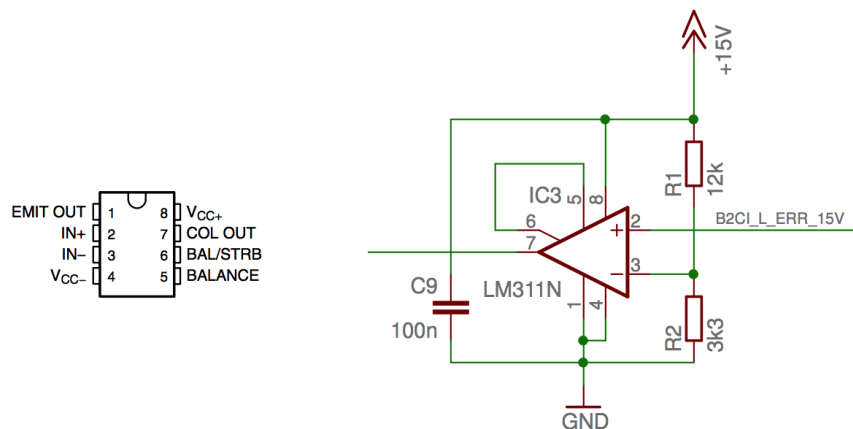 EMIT OUT 1 8 VCC+
IN+ 2 7 COL OUT
IN− 3 6 BAL/STRB
VCC− 4 5 BALANCE
+15V
R1
12k
IC3
5
8
6
7
+
2
B2CI_L_ERR_15V
−
3
C9
100n
LM311N
1
4
R2
3k3
GND